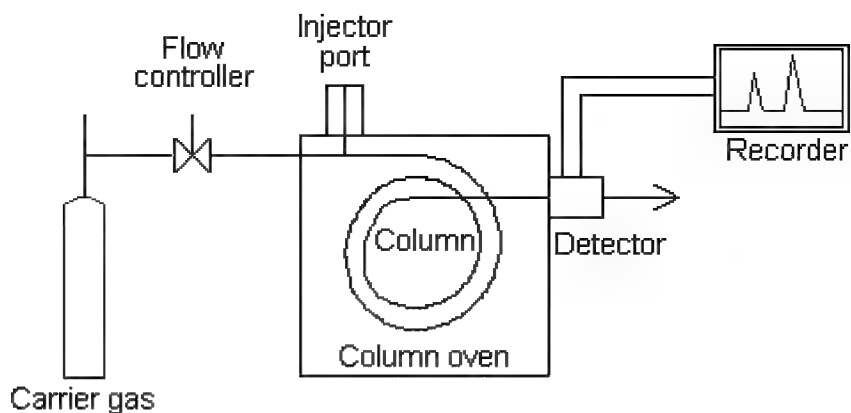 Injector
port
Flow
controller
Recorder
Column
Detector
Column oven
Carrier gas